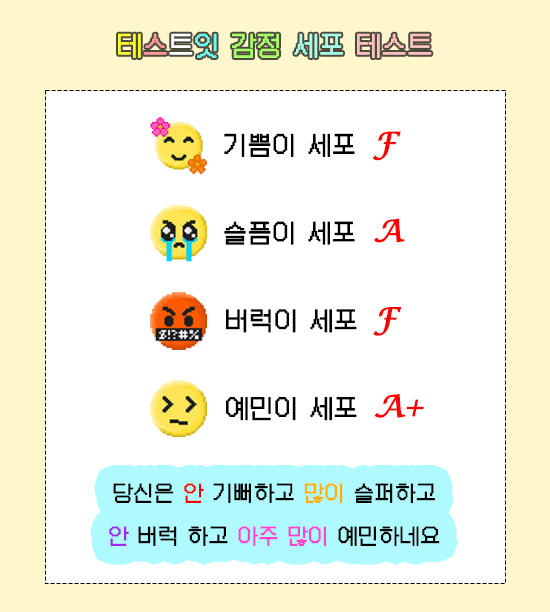 테스트잇 감정 세포 테스트
기쁨이 세포 F
슬픔이 세포 A
버럭이 세포 F
$!?#%
예민이 세포 A+
당신은 안 기뻐하고 많이 슬퍼하고
안 버럭 하고 아주 많이 예민하네요